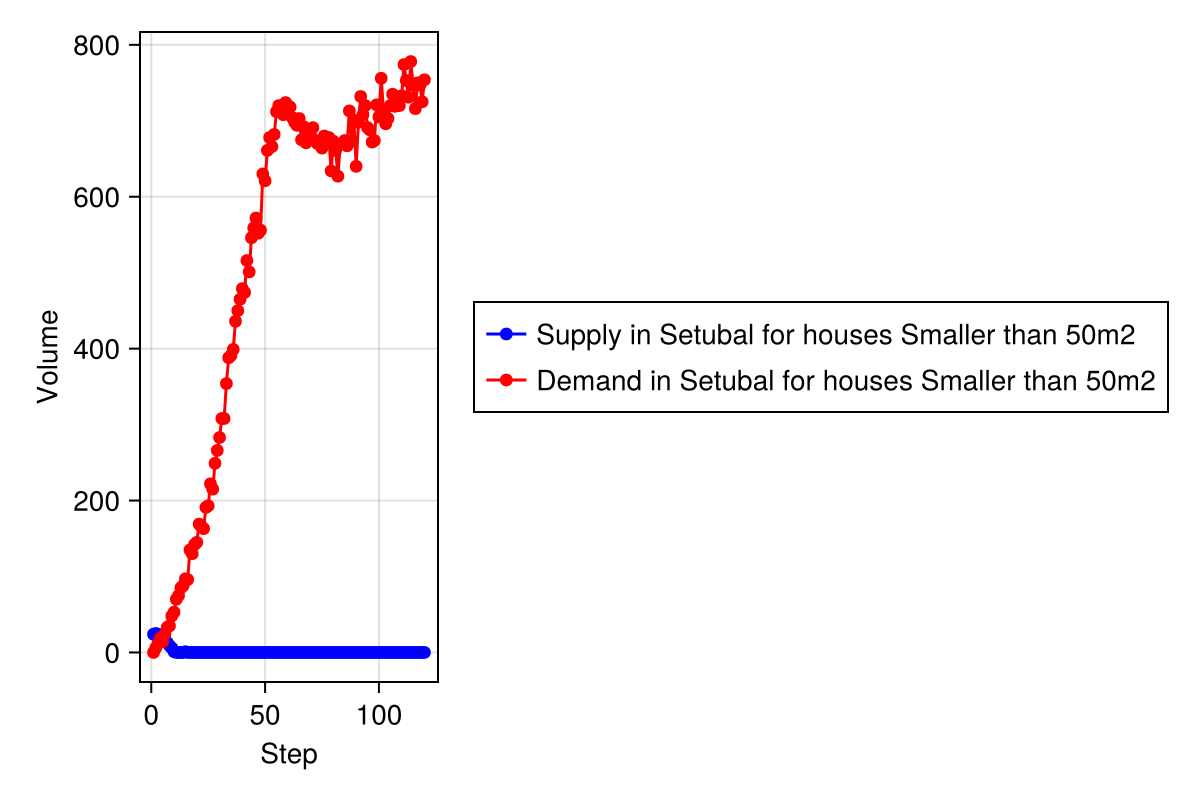 800
600
400
200
0
Volume
0 50 100
Step
Supply in Setubal for houses Smaller than 50m2
Demand in Setubal for houses Smaller than 50m2